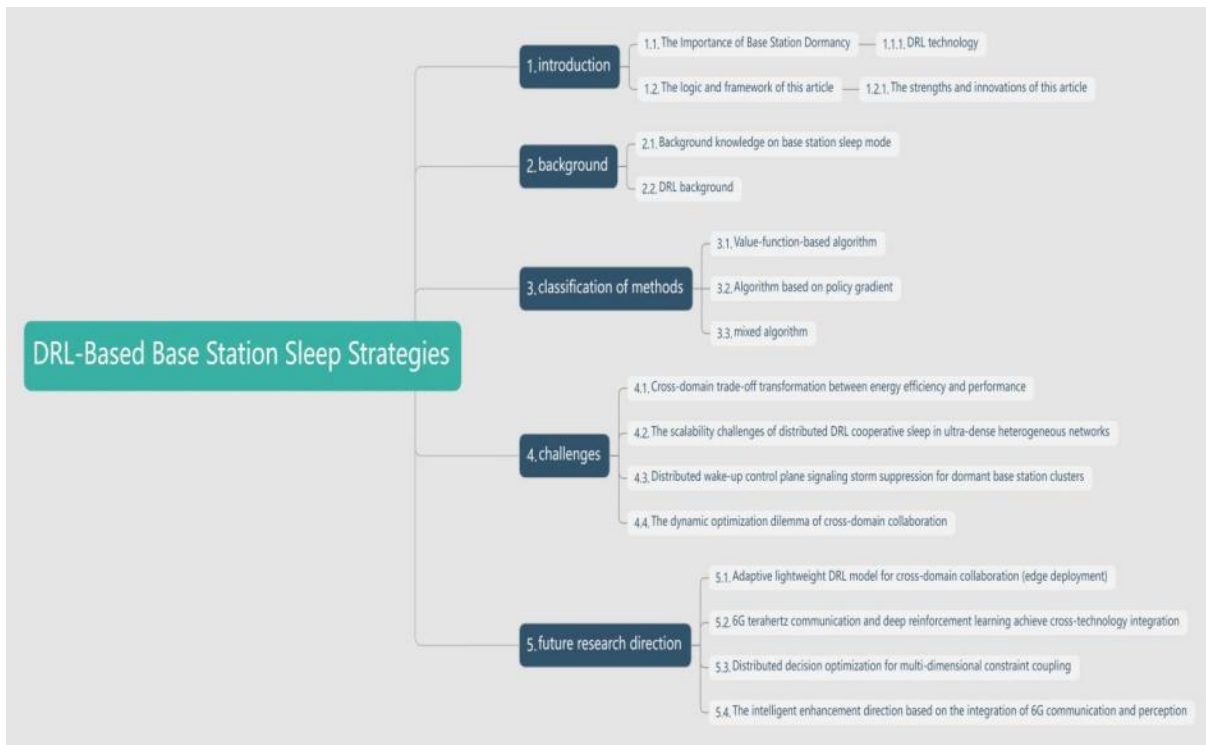 DRL-Based Base Station Sleep Strategies
1.introduction
1.1.The Importance of Base Station Dormancy
1.1.1.DRL technology
1.2.The logic and framework of this article
1.2.1.The strengths and innovations of this article
2.background
2.1.Background knowledge on base station sleep mode
2.2.DRL background
3.classification of methods
3.1.Value-function-based algorithm
3.2.Algorithm based on policy gradient
3.3.mixed algorithm
4.challenges
4.1.Cross-domain trade-off transformation between energy efficiency and performance
4.2.The scalability challenges of distributed DRL cooperative sleep in ultra-dense heterogeneous networks
4.3.Distributed wake-up control plane signaling storm suppression for dormant base station clusters
4.4.The dynamic optimization dilemma of cross-domain collaboration
5.future research direction
5.1.Adaptive lightweight DRL model for cross-domain collaboration (edge deployment)
5.2.6G terahertz communication and deep reinforcement learning achieve cross-technology integration
5.3.Distributed decision optimization for multi-dimensional constraint coupling
5.4.The intelligent enhancement direction based on the integration of 6G communication and perception